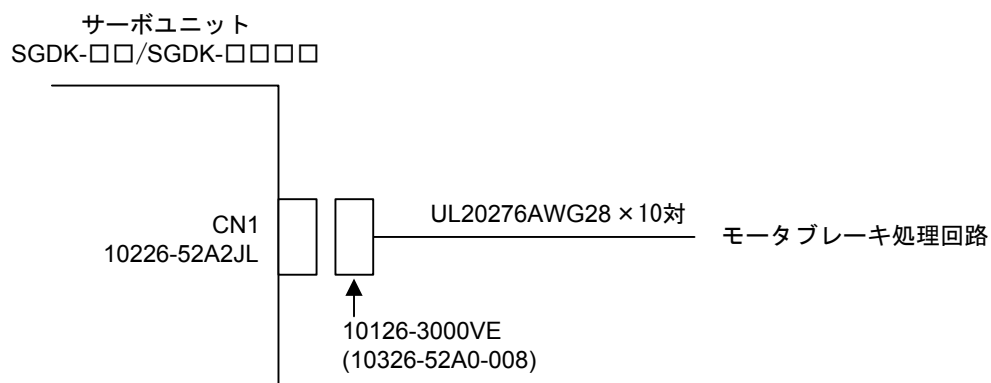 サーボユニット
SGDK-□□/SGDK-□□□□
CN1
10226-52A2JL
UL20276AWG28×10対
モータブレーキ処理回路
10126-3000VE
(10326-52A0-008)